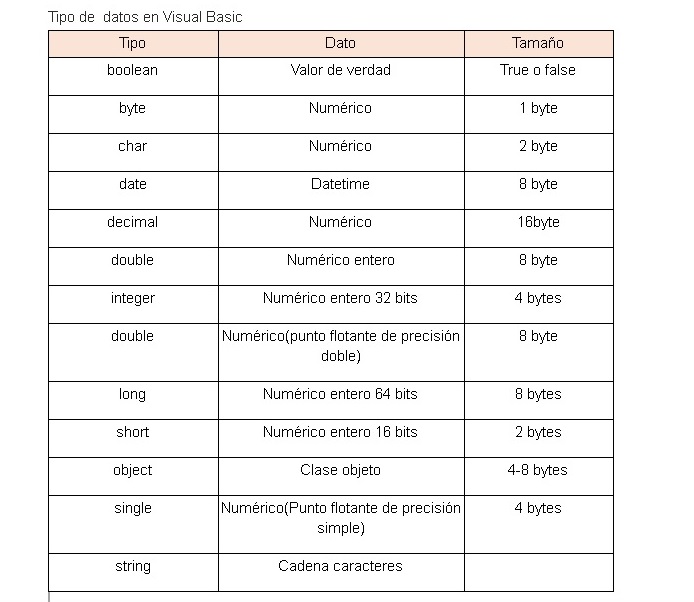 Tipo de  datos en Visual Basic
Tipo Dato Tamaño
boolean Valor de verdad True o false
byte Numérico 1 byte
char Numérico 2 byte
date Datetime 8 byte
decimal Numérico 16byte
double Numérico entero 8 byte
integer Numérico entero 32 bits 4 bytes
double Numérico(punto flotante de precisión 8 byte
doble)
long Numérico entero 64 bits 8 bytes
short Numérico entero 16 bits 2 bytes
object Clase objeto 4-8 bytes
single Numérico(Punto flotante de precisión 4 bytes
simple)
string Cadena caracteres